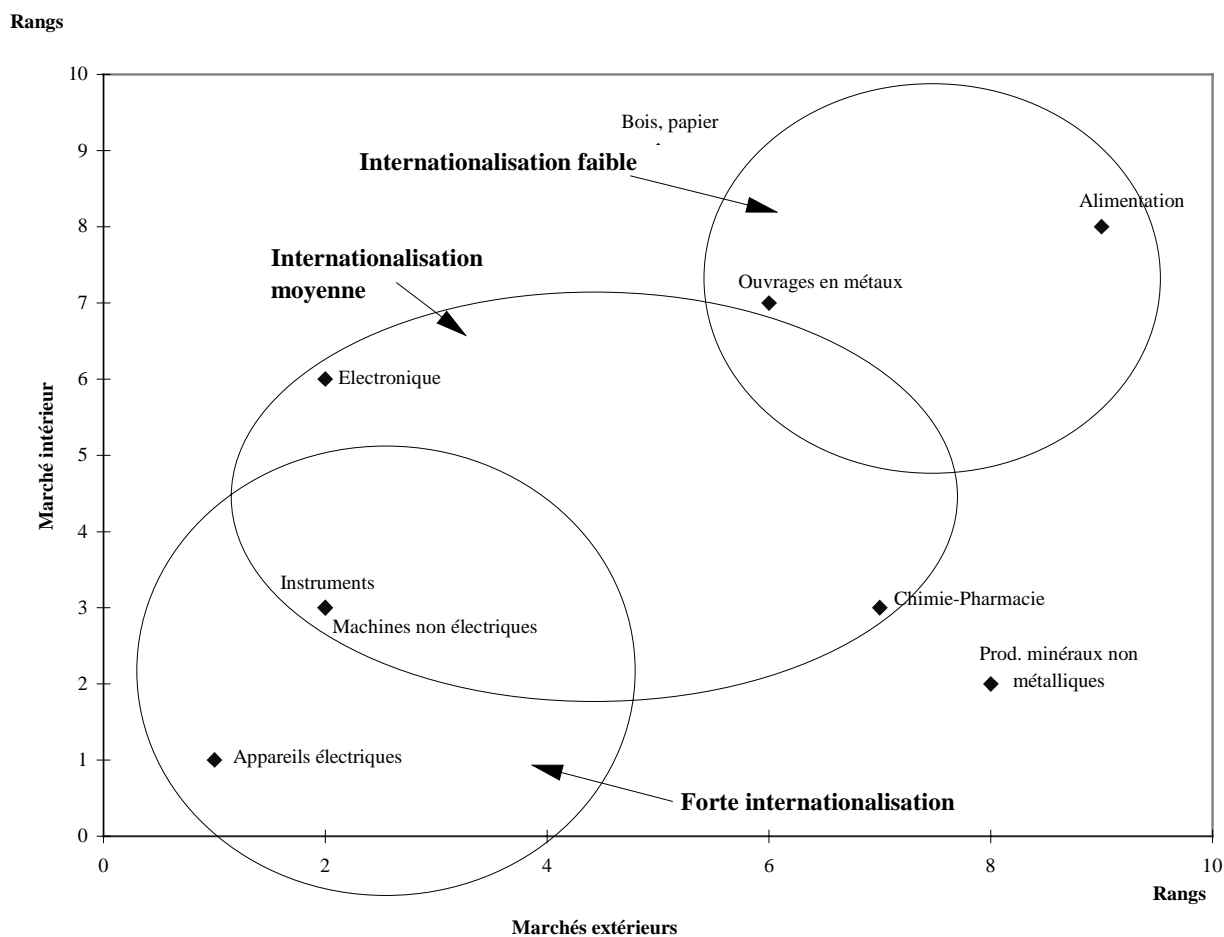 Rangs
10
Bois, papier
9
Internationalisation faible
Alimentation
8
Internationalisation
moyenne
Ouvrages en métaux
7
Electronique
6
Marché intérieur
5
4
Instruments
3
Machines non électriques
Chimie-Pharmacie
Prod. minéraux non
métalliques
2
Appareils électriques
1
Forte internationalisation
0
0 2 4 6 8 10
Rangs
Marchés extérieurs